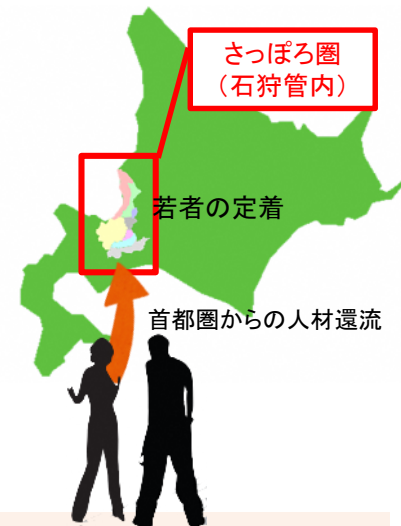 さっぽろ圏
（石狩管内）
若者の定着
首都圏からの人材還流